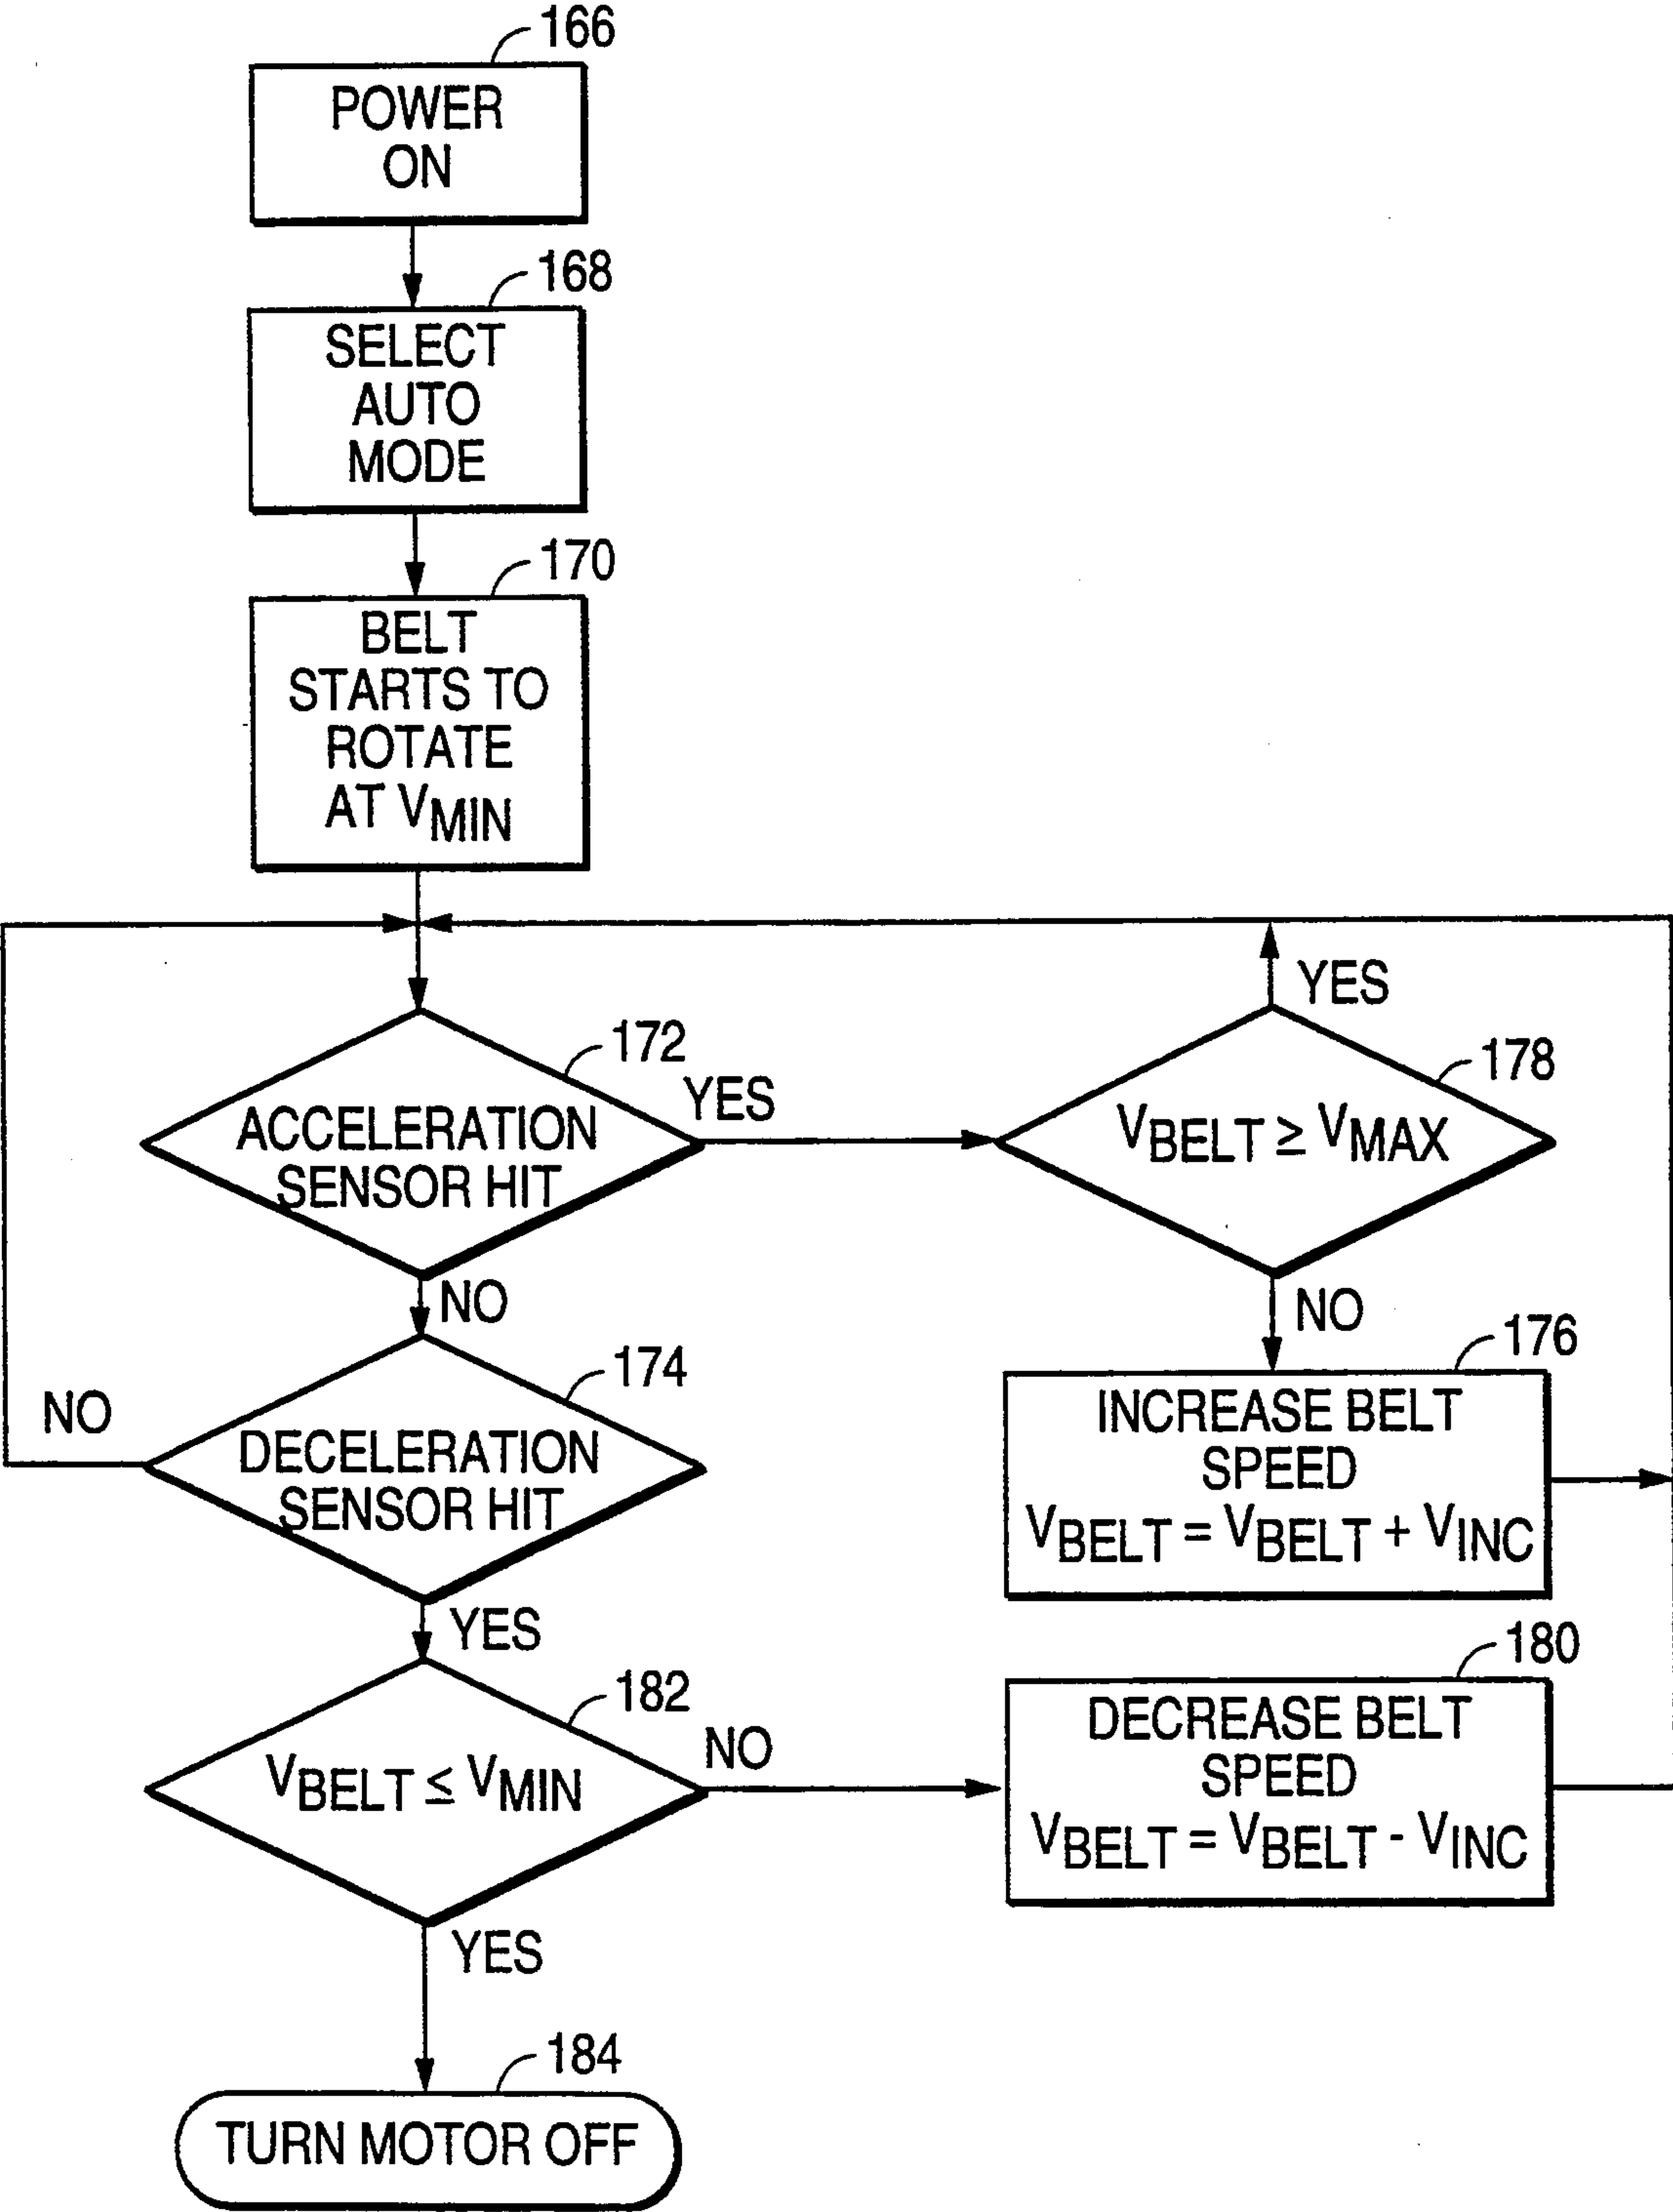 166
POWER
ON
168
SELECT
AUTO
MODE
170
BELT
STARTS TO
ROTATE
AT VMIN
YES
172
178
YES
ACCELERATION
SENSOR HIT
VBELT ≥ VMAX
NO
NO
174
176
NO
DECELERATION
SENSOR HIT
INCREASE BELT
SPEED
VBELT = VBELT + VINC
YES
180
182
NO
VBELT ≤ VMIN
DECREASE BELT
SPEED
VBELT = VBELT - VINC
YES
184
TURN MOTOR OFF